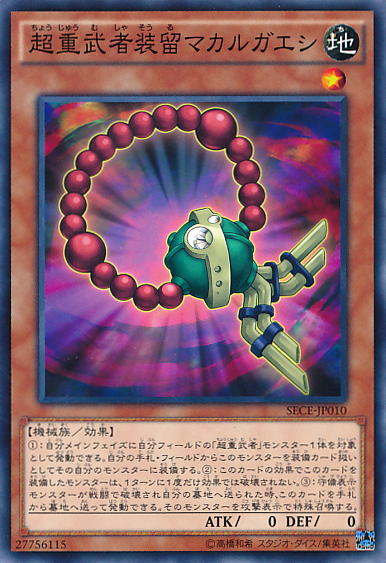 ちょうじゅうむしゃそうる
超重武者装留マカルガエシ
地
SECE-JP010
【機械族/効果】
①:自分メインフェイズに自分フィールドの「超重武者」モンスター1体を対象
として発動できる。自分の手札・フィールドからこのモンスターを装備カード扱い
としてその自分のモンスターに装備する。②:このカードの効果でこのカードを
装備したモンスターは、1ターンに1度だけ効果では破壊されない。③:守備表示
モンスターが戦闘で破壊され自分の墓地へ送られた時、このカードを手札
から墓地へ送って発動できる。そのモンスターを攻撃表示で特殊召喚する。
ATK/ 0 DEF/ 0
27756115 ©高橋和希 スタジオ・ダイス/集英社